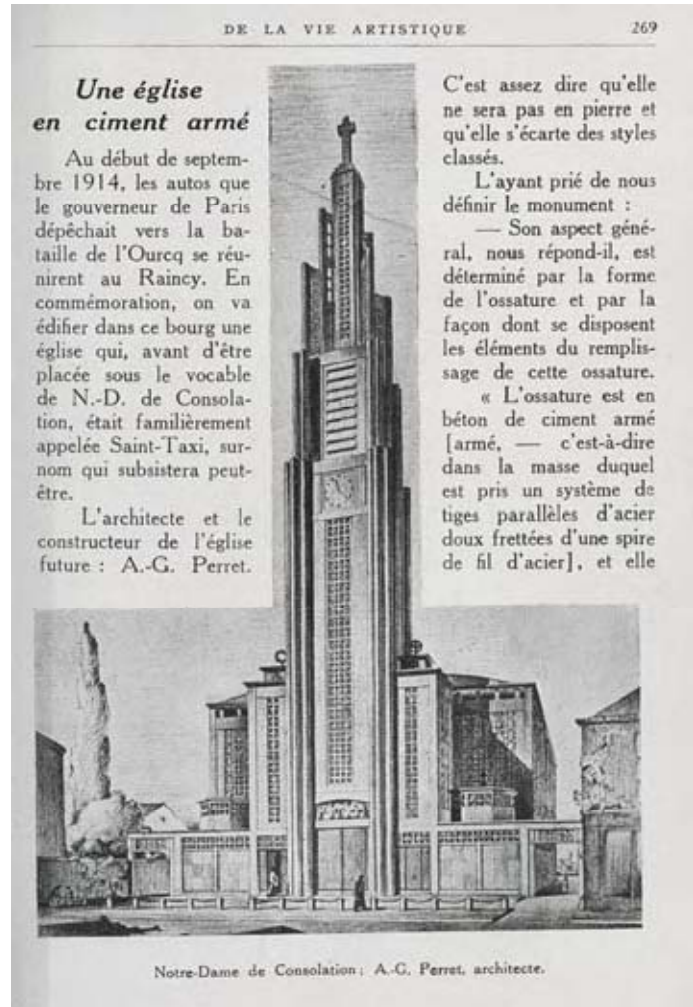 DE LA VIE ARTISTIQUE 269
Une église
en ciment armé
Au début de septem-
bre 1914, les autos que
le gouverneur de Paris
dépêchait vers la ba-
taille de l'Ourcq se réu-
nirent au Raincy. En
commémoration, on va
édifier dans ce bourg une
église qui, avant d'être
placée sous le vocable
de N.-D. de Consola-
tion, était familièrement
appelée Saint-Taxi, sur-
nom qui subsistera peut-
être.
L'architecte et le
constructeur de l'église
future : A.-G. Perret.
C'est assez dire qu'elle
ne sera pas en pierre et
qu'elle s'écarte des styles
classés.
L'ayant prié de nous
définir le monument :
— Son aspect géné-
ral, nous répond-il, est
déterminé par la forme
de l'ossature et par la
façon dont se disposent
les éléments du remplis-
sage de cette ossature.
« L'ossature est en
béton de ciment armé
[armé, — c'est-à-dire
dans la masse duquel
est pris un système de
tiges parallèles d'acier
doux frettées d'une spire
de fil d'acier], et elle
Notre-Dame de Consolation; A.-G. Perret, architecte.